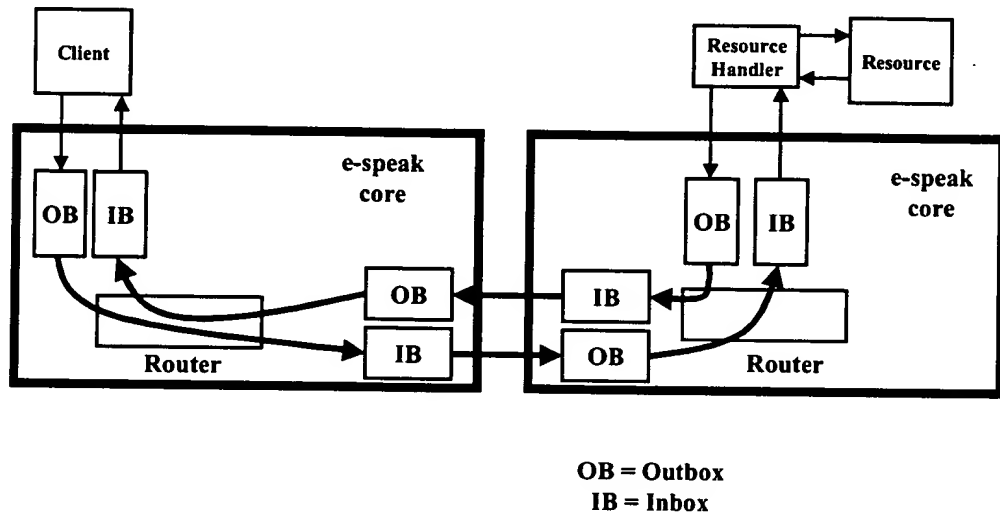 Client
Resource
Handler
Resource
e-speak
core
e-speak
core
OB
IB
OB
IB
OB
IB
IB
OB
Router
Router
OB = Outbox
IB = Inbox